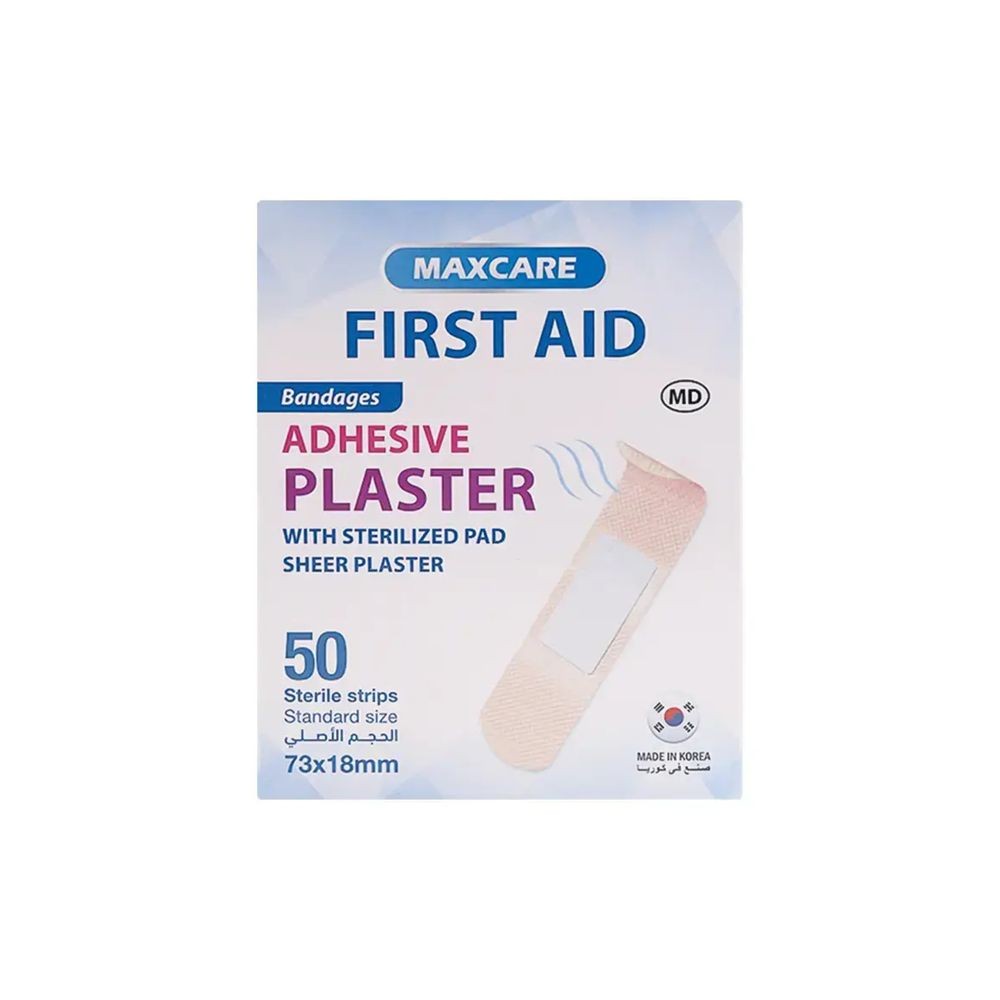 MAXCARE
FIRST AID
Bandages
MD
ADHESIVE
PLASTER
WITH STERILIZED PAD
SHEER PLASTER
50
Sterile strips
Standard size
الحجم الأصلي
73x18mm
MADE IN KOREA
صنع في كوريا